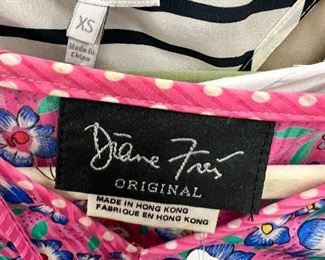 XS
Made in
China
Diane Freis
ORIGINAL
MADE IN HONG KONG
FABRIQUE EN HONG KONG